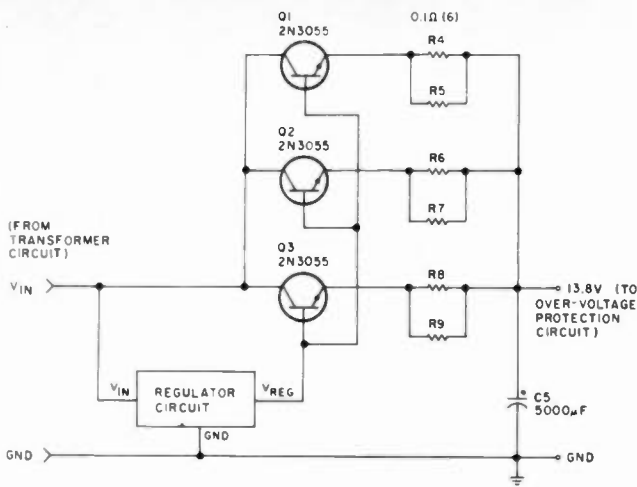 Q1
2N3055
0.1Ω (6)
R4
R5
Q2
2N3055
R6
R7
(FROM
TRANSFORMER
CIRCUIT)
Q3
2N3055
R8
R9
VIN
13.8V (TO
OVER-VOLTAGE
PROTECTION
CIRCUIT)
VIN
REGULATOR
CIRCUIT
VREG
GND
C5
5000µF
GND
GND